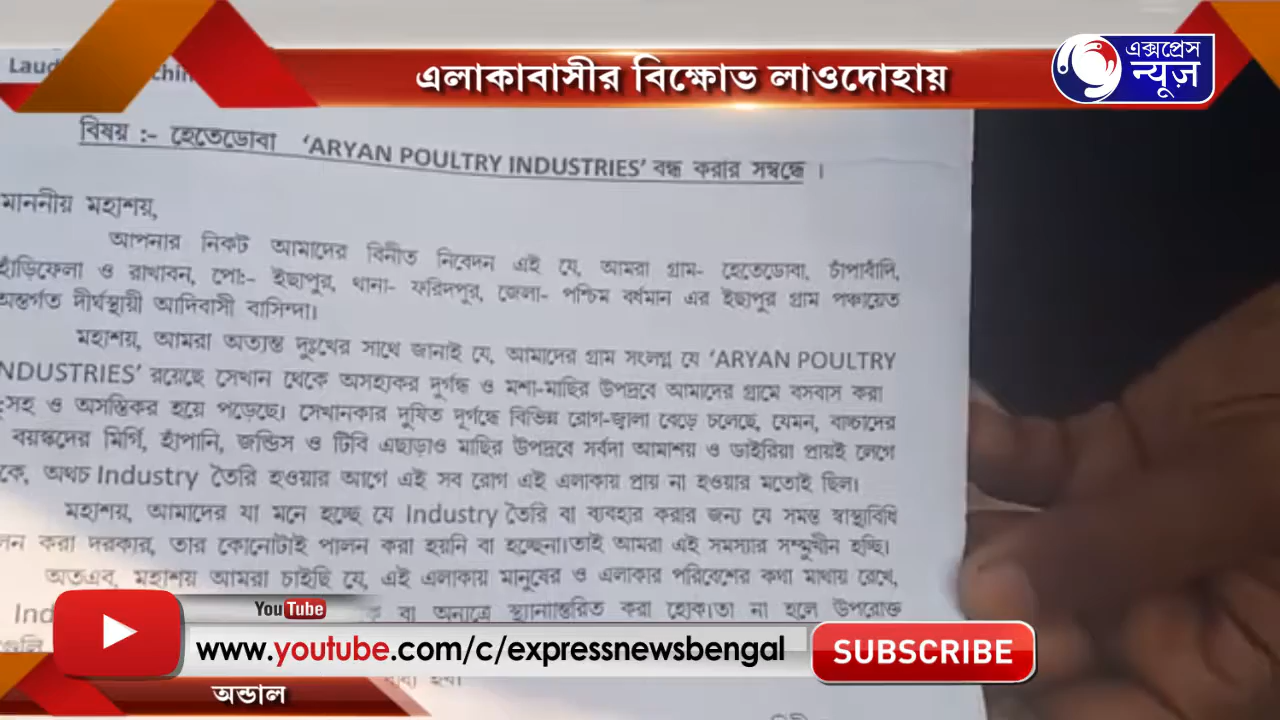 এলাকাবাসীর বিক্ষোভ লাওদোহায়
এক্সপ্রেস
ন্যূজ
Laud
বিষয় :- হেতেডোবা 'ARYAN POULTRY INDUSTRIES' বন্ধ করার সম্বন্ধে ।
মাননীয় মহাশয়,
আপনার নিকট আমাদের বিনীত নিবেদন এই যে, আমরা গ্রাম- হেতেডোবা, চাঁপাবাঁদি,
হাঁড়িফেলা ও রাখাবন, পো:- ইছাপুর, থানা- ফরিদপুর, জেলা- পশ্চিম বর্ধমান এর ইছাপুর গ্রাম পঞ্চায়েত
অন্তর্গত দীর্ঘস্থায়ী আদিবাসী বাসিন্দা।
মহাশয়, আমরা অত্যন্ত দুঃখের সাথে জানাই যে, আমাদের গ্রাম সংলগ্ন যে 'ARYAN POULTRY
NDUSTRIES' রয়েছে সেখান থেকে অসহ্যকর দুর্গন্ধ ও মশা-মাছির উপদ্রবে আমাদের গ্রামে বসবাস করা
সহ ও অসস্তিকর হয়ে পড়েছে। সেখানকার দুষিত দূর্গন্ধে বিভিন্ন রোগ-জ্বালা বেড়ে চলেছে, যেমন, বাচ্চাদের
বয়স্কদের মির্গি, হাঁপানি, জন্ডিস ও টিবি এছাড়াও মাছির উপদ্রবে সর্বদা আমাশয় ও ডাইরিয়া প্রায়ই লেগে
কে, অথচ Industry তৈরি হওয়ার আগে এই সব রোগ এই এলাকায় প্রায় না হওয়ার মতোই ছিল।
মহাশয়, আমাদের যা মনে হচ্ছে যে Industry তৈরি বা ব্যবহার করার জন্য যে সমস্ত স্বাস্থ্যবিধি
লন করা দরকার, তার কোনোটাই পালন করা হয়নি বা হচ্ছেনা।তাই আমরা এই সমস্যার সম্মুখীন হচ্ছি।
অতএব, মহাশয় আমরা চাইছি যে, এই এলাকায় মানুষের ও এলাকার পরিবেশের কথা মাথায় রেখে,
Ind বা অন্যত্রে স্থানান্তরিত করা হোক।তা না হলে উপরোক্ত
YouTube
www.youtube.com/c/expressnewsbengal
SUBSCRIBE
অন্ডাল